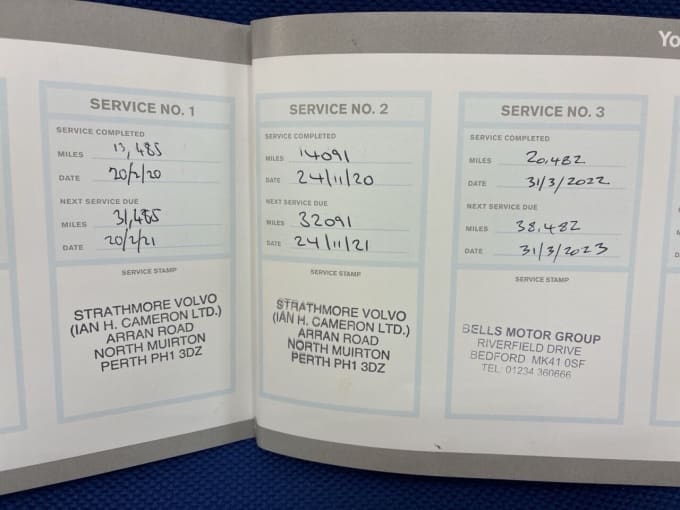 Yo
SERVICE NO. 1
SERVICE COMPLETED
MILES 13,485
DATE 20/2/20
NEXT SERVICE DUE
MILES 31,485
DATE 20/2/21
SERVICE STAMP
STRATHMORE VOLVO
(IAN H. CAMERON LTD.)
ARRAN ROAD
NORTH MUIRTON
PERTH PH1 3DZ
SERVICE NO. 2
SERVICE COMPLETED
MILES 14091
DATE 24/11/20
NEXT SERVICE DUE
MILES 32091
DATE 24/11/21
SERVICE STAMP
STRATHMORE VOLVO
(IAN H. CAMERON LTD.)
ARRAN ROAD
NORTH MUIRTON
PERTH PH1 3DZ
SERVICE NO. 3
SERVICE COMPLETED
MILES 20,482
DATE 31/3/2022
NEXT SERVICE DUE
MILES 38,482
DATE 31/3/2023
SERVICE STAMP
BELLS MOTOR GROUP
RIVERFIELD DRIVE
BEDFORD MK41 0SF
TEL: 01234 360666